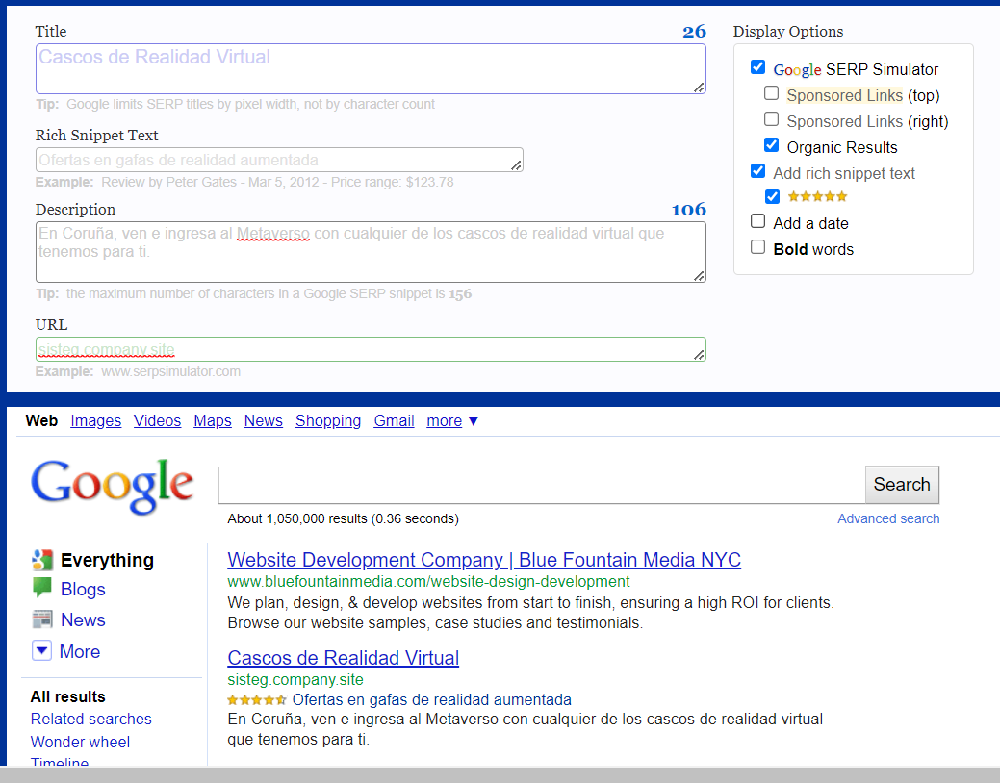 Title 26
Cascos de Realidad Virtual
Tip: Google limits SERP titles by pixel width, not by character count
Rich Snippet Text
Ofertas en gafas de realidad aumentada
Example: Review by Peter Gates - Mar 5, 2012 - Price range: $123.78
Description 106
En Coruña, ven e ingresa al Metaverso con cualquier de los cascos de realidad virtual que
tenemos para ti.
Tip: the maximum number of characters in a Google SERP snippet is 156
URL
sisteg.company.site
Example: www.serpsimulator.com
Display Options
Google SERP Simulator
Sponsored Links (top)
Sponsored Links (right)
Organic Results
Add rich snippet text
Add a date
Bold words
Web Images Videos Maps News Shopping Gmail more ▼
Google
Search
About 1,050,000 results (0.36 seconds) Advanced search
Everything
Blogs
News
More
All results
Related searches
Wonder wheel
Timeline
Website Development Company | Blue Fountain Media NYC
www.bluefountainmedia.com/website-design-development
We plan, design, & develop websites from start to finish, ensuring a high ROI for clients.
Browse our website samples, case studies and testimonials.
Cascos de Realidad Virtual
sisteg.company.site
Ofertas en gafas de realidad aumentada
En Coruña, ven e ingresa al Metaverso con cualquier de los cascos de realidad virtual
que tenemos para ti.